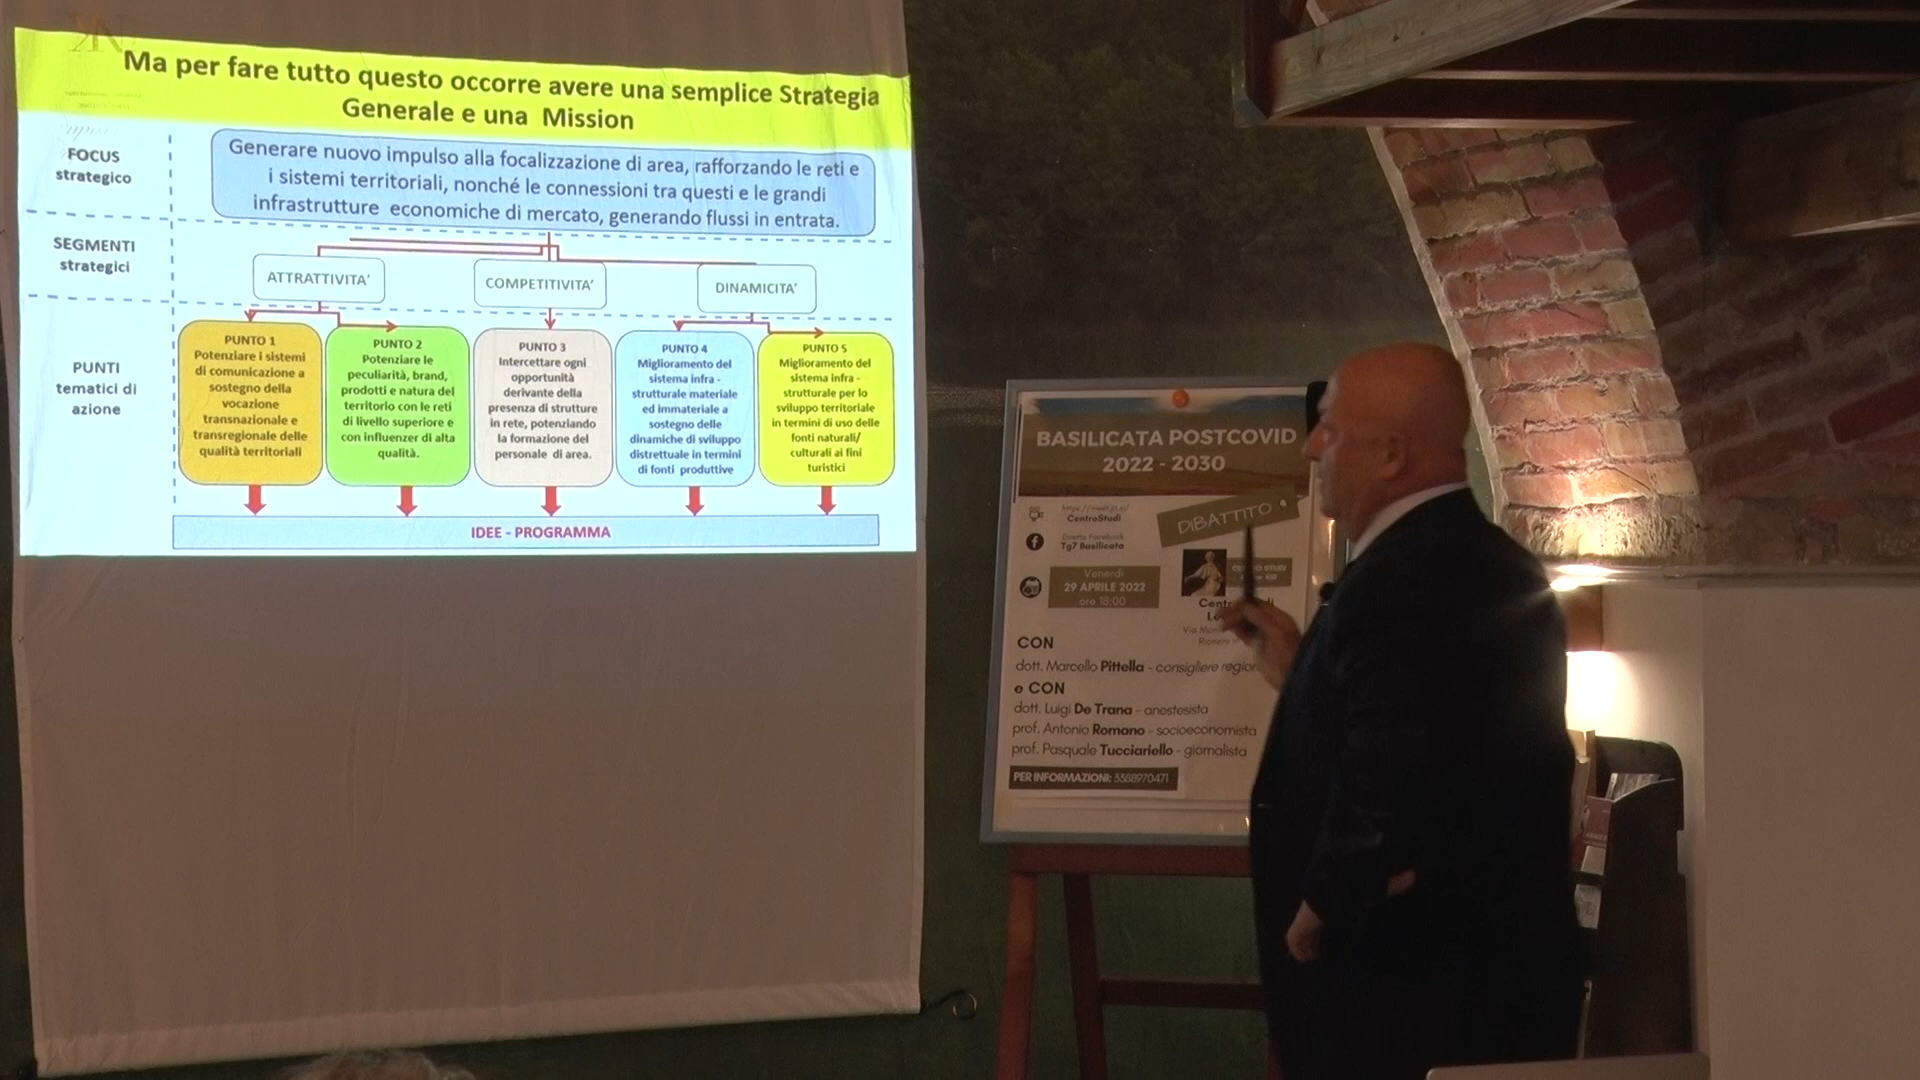 Ma per fare tutto questo occorre avere una semplice Strategia
Generale e una Mission
FOCUS
strategico
Generare nuovo impulso alla focalizzazione di area, rafforzando le reti e
i sistemi territoriali, nonché le connessioni tra questi e le grandi
infrastrutture economiche di mercato, generando flussi in entrata.
SEGMENTI
strategici
ATTRATTIVITA'
COMPETITIVITA'
DINAMICITA'
PUNTI
tematici di
azione
PUNTO 1
Potenziare i sistemi
di comunicazione a
sostegno della
vocazione
transnazionale e
transregionale delle
qualità territoriali
PUNTO 2
Potenziare le
peculiarità, brand,
prodotti e natura del
territorio con le reti
di livello superiore e
con influenzer di alta
qualità.
PUNTO 3
Intercettare ogni
opportunità
derivante della
presenza di strutture
in rete, potenziando
la formazione del
personale di area.
PUNTO 4
Miglioramento del
sistema infra -
strutturale materiale
ed immateriale a
sostegno delle
dinamiche di sviluppo
distrettuale in termini
di fonti produttive
PUNTO 5
Miglioramento del
sistema infra -
strutturale per lo
sviluppo territoriale
in termini di uso delle
fonti naturali/
culturali ai fini
turistici
IDEE - PROGRAMMA
BASILICATA POSTCOVID
2022 - 2030
DIBATTITO
CentroStudi
Diretta Facebook
Tg7 Basilicata
Venerdì
29 APRILE 2022
ore 18:00
CON
dott. Marcello Pittella - consigliere
e CON
dott. Luigi De Trana - anestesista
prof. Antonio Romano - socioeconomista
prof. Pasquale Tucciariello - giornalista
PER INFORMAZIONI: 3388970471